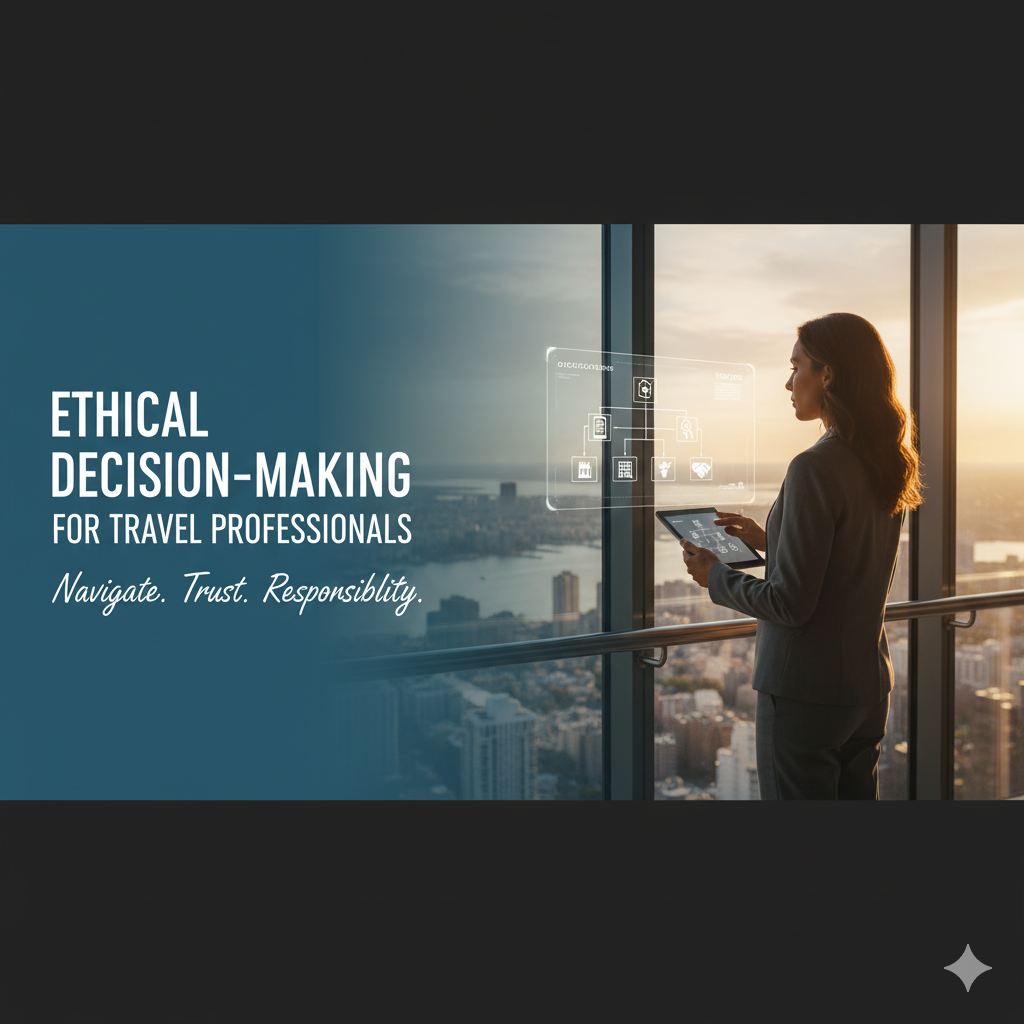 ETHICAL
DECISION-MAKING
FOR TRAVEL PROFESSIONALS
Navigate. Trust. Responsiblity.